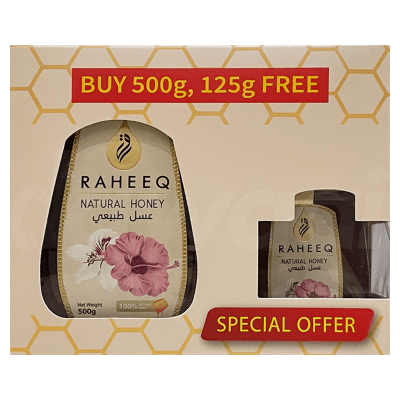 BUY 500g, 125g FREE
RAHEEQ
NATURAL HONEY
عسل طبيعي
Net Weight
500g
100%
RAHEEQ
NATURAL HONEY
عسل طبيعي
SPECIAL OFFER